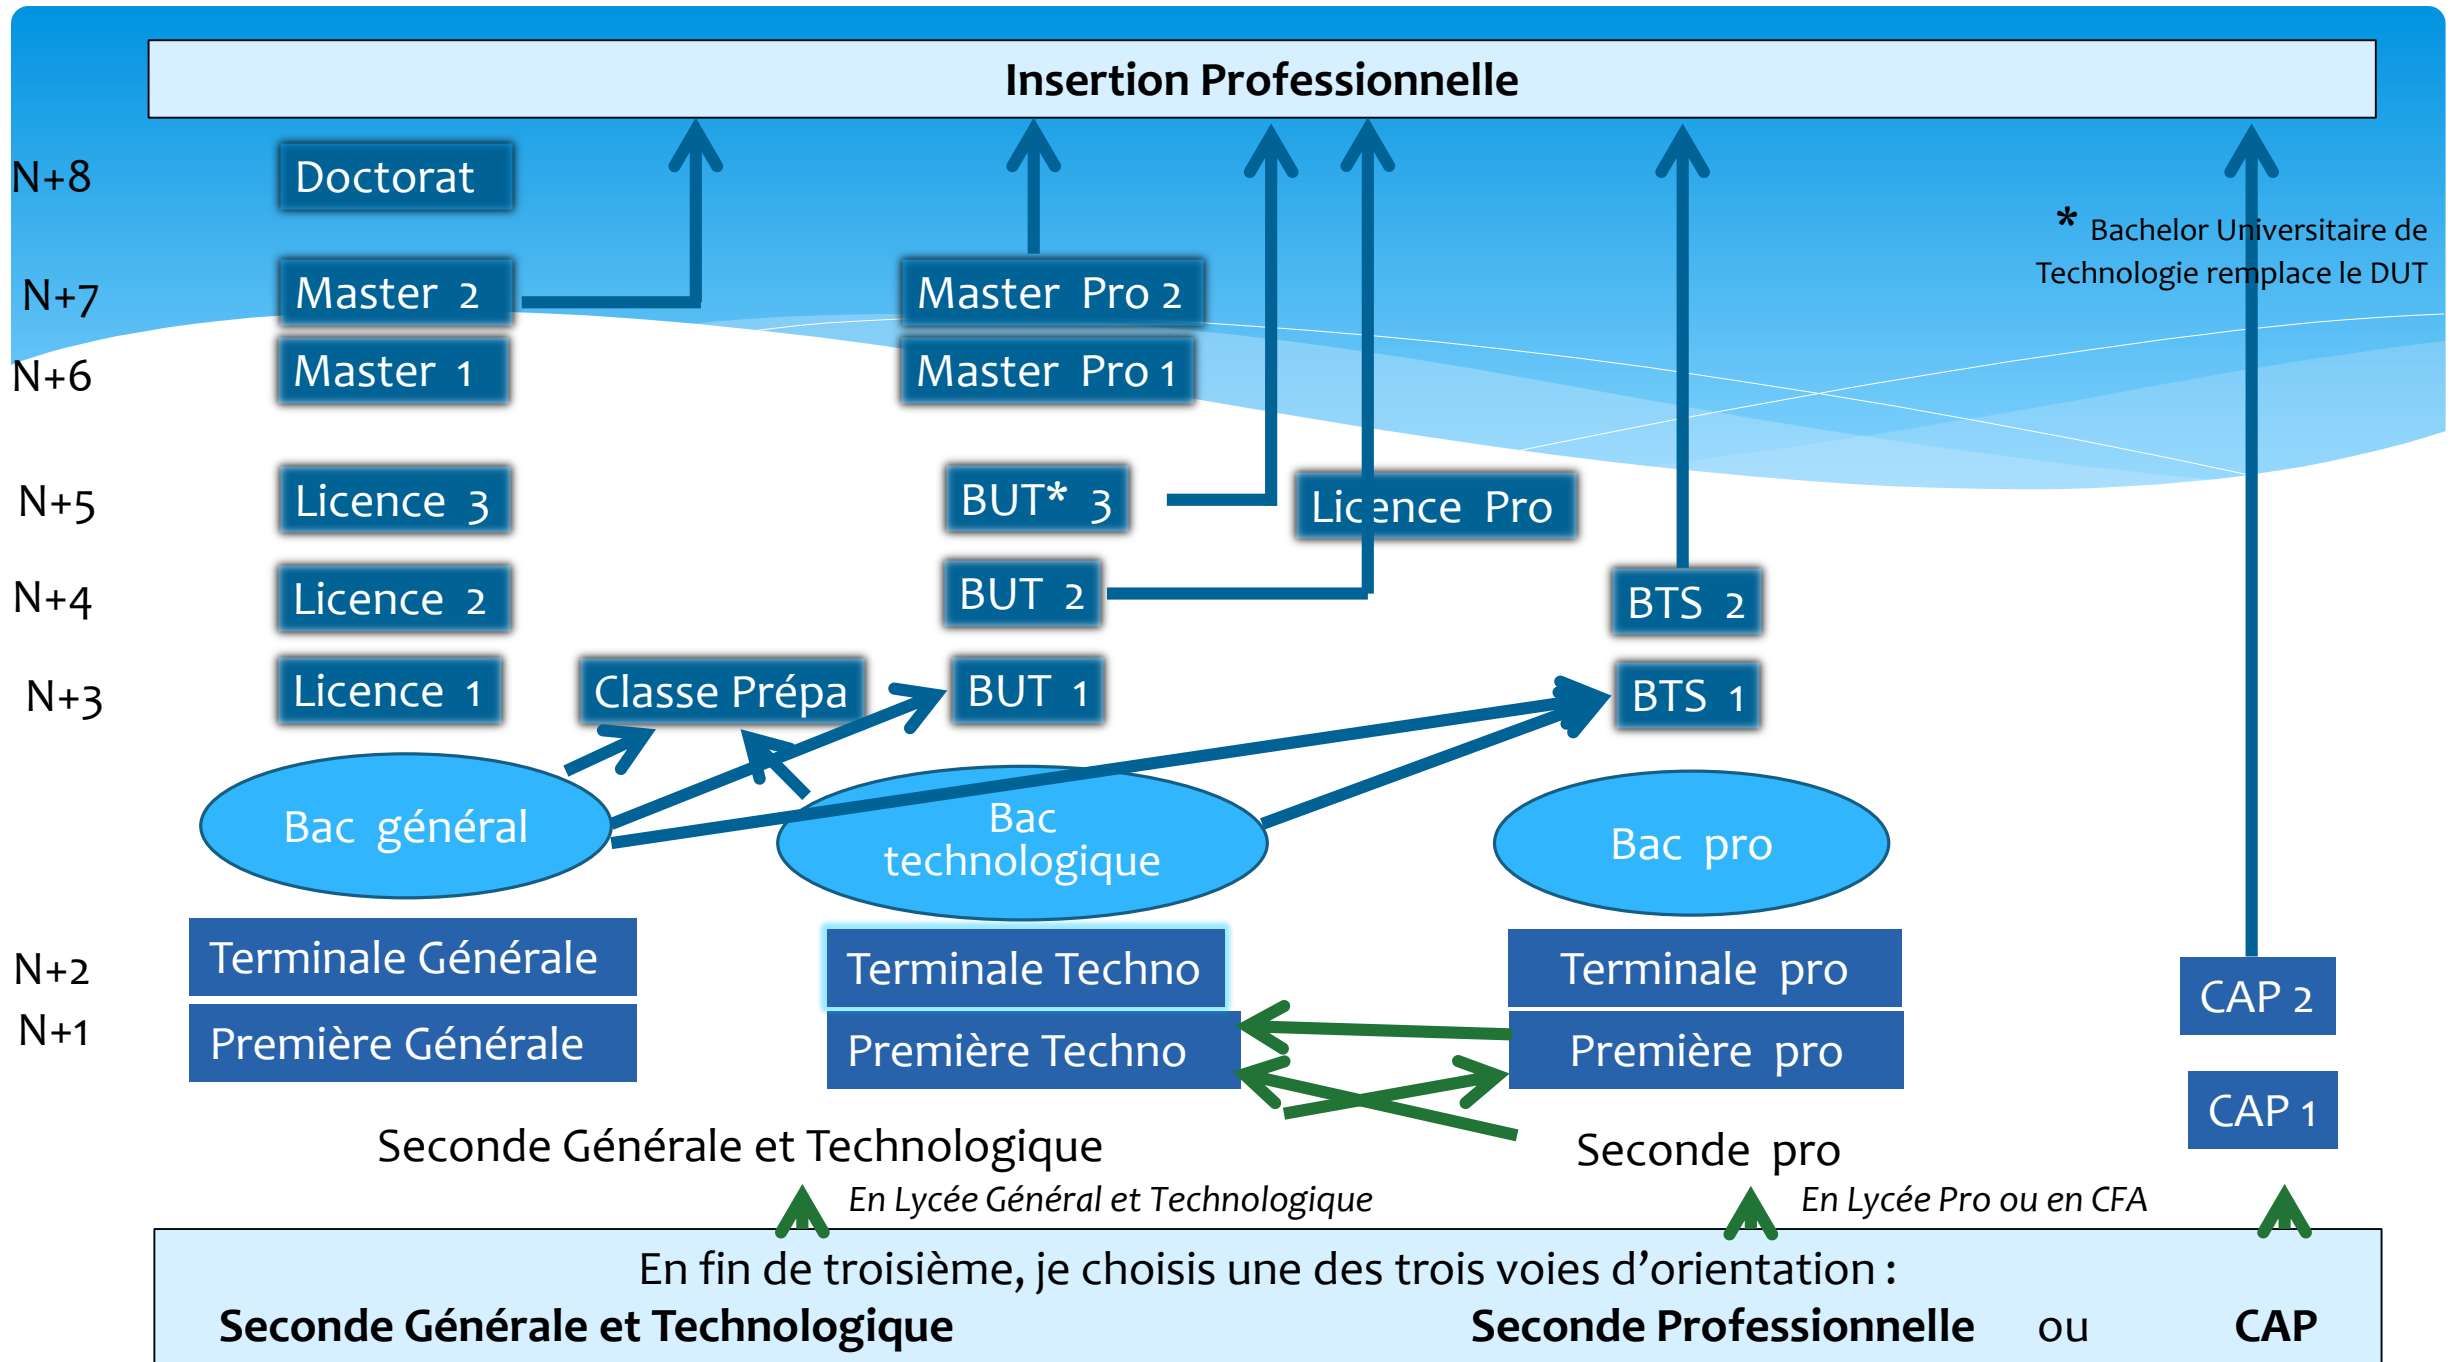 Insertion Professionnelle
N+8
Doctorat
* Bachelor Universitaire de
Technologie remplace le DUT
N+7
Master 2
Master Pro 2
N+6
Master 1
Master Pro 1
N+5
Licence 3
BUT* 3
Licence Pro
N+4
Licence 2
BUT 2
BTS 2
N+3
Licence 1
Classe Prépa
BUT 1
BTS 1
Bac général
Bac
technologique
Bac pro
N+2
Terminale Générale
Terminale Techno
Terminale pro
CAP 2
N+1
Première Générale
Première Techno
Première pro
CAP 1
Seconde Générale et Technologique
Seconde pro
En Lycée Général et Technologique
En Lycée Pro ou en CFA
En fin de troisième, je choisis une des trois voies d’orientation :
Seconde Générale et Technologique Seconde Professionnelle ou CAP